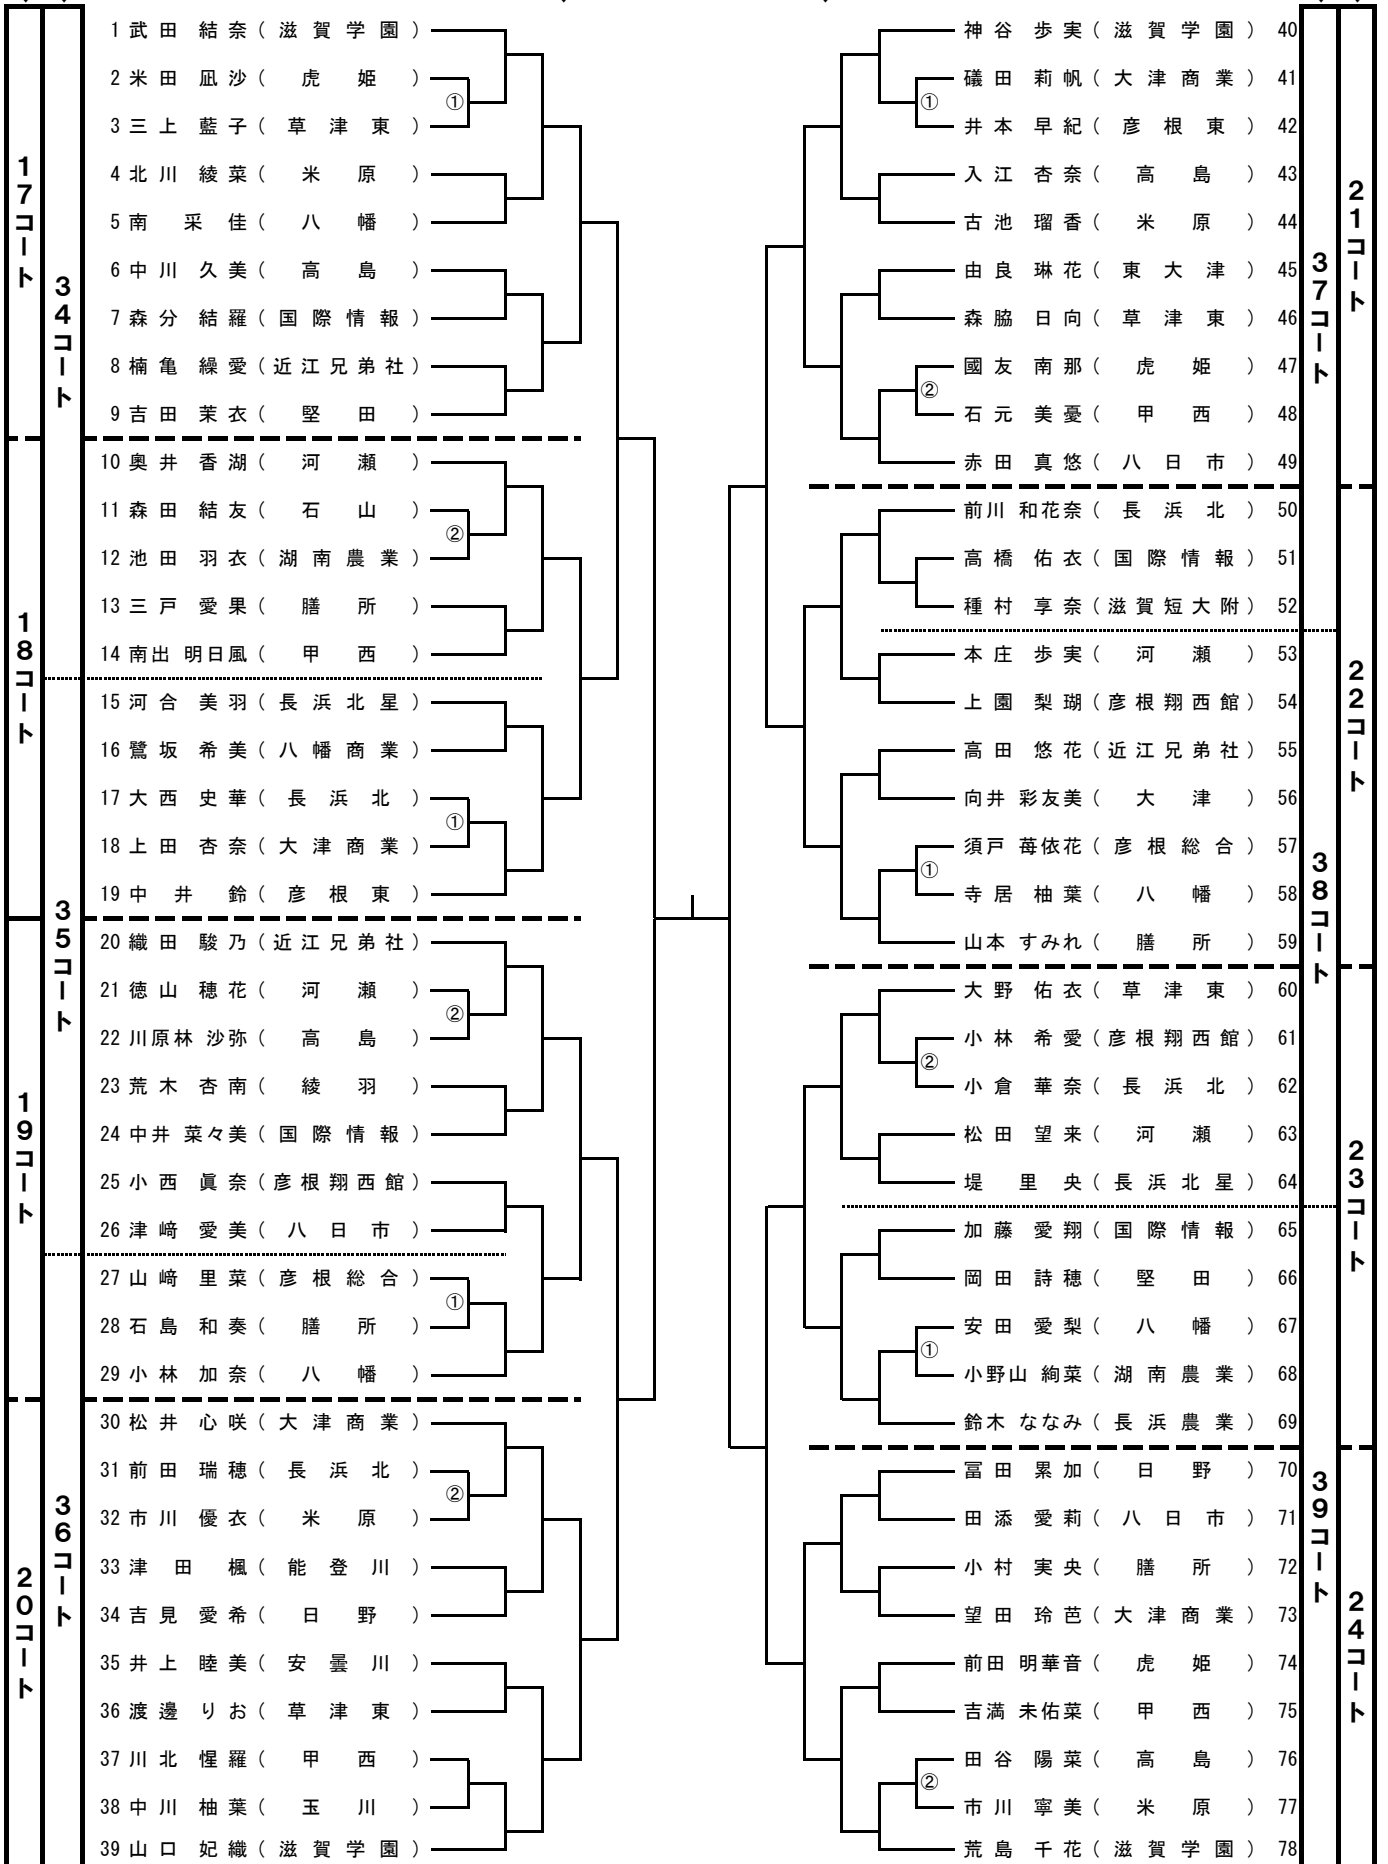 1 武田 結奈 ( 滋賀学園 )
2 米田 凪沙 ( 虎姫 )
①
3 三上 藍子 ( 草津東 )
4 北川 綾菜 ( 米原 )
5 南 采佳 ( 八幡 )
6 中川 久美 ( 高島 )
7 森分 結羅 ( 国際情報 )
8 楠亀 繰愛 ( 近江兄弟社 )
9 吉田 茉衣 ( 堅田 )
17コート
34コート
10 奥井 香湖 ( 河瀬 )
11 森田 結友 ( 石山 )
②
12 池田 羽衣 ( 湖南農業 )
13 三戸 愛果 ( 膳所 )
14 南出 明日風 ( 甲西 )
15 河合 美羽 ( 長浜北星 )
16 鷺坂 希美 ( 八幡商業 )
17 大西 史華 ( 長浜北 )
①
18 上田 杏奈 ( 大津商業 )
19 中井 鈴 ( 彦根東 )
18コート
35コート
20 織田 駿乃 ( 近江兄弟社 )
21 徳山 穂花 ( 河瀬 )
②
22 川原林 沙弥 ( 高島 )
23 荒木 杏南 ( 綾羽 )
24 中井 菜々美 ( 国際情報 )
25 小西 眞奈 ( 彦根翔西館 )
26 津﨑 愛美 ( 八日市 )
27 山﨑 里菜 ( 彦根総合 )
①
28 石島 和奏 ( 膳所 )
29 小林 加奈 ( 八幡 )
19コート
30 松井 心咲 ( 大津商業 )
31 前田 瑞穂 ( 長浜北 )
②
32 市川 優衣 ( 米原 )
33 津田 楓 ( 能登川 )
34 吉見 愛希 ( 日野 )
35 井上 睦美 ( 安曇川 )
36 渡邊 りお ( 草津東 )
37 川北 惺羅 ( 甲西 )
38 中川 柚葉 ( 玉川 )
39 山口 妃織 ( 滋賀学園 )
20コート
36コート
神谷 歩実 ( 滋賀学園 ) 40
礒田 莉帆 ( 大津商業 ) 41
①
井本 早紀 ( 彦根東 ) 42
入江 杏奈 ( 高島 ) 43
古池 瑠香 ( 米原 ) 44
由良 琳花 ( 東大津 ) 45
森脇 日向 ( 草津東 ) 46
國友 南那 ( 虎姫 ) 47
②
石元 美憂 ( 甲西 ) 48
赤田 真悠 ( 八日市 ) 49
37コート
21コート
前川 和花奈 ( 長浜北 ) 50
高橋 佑衣 ( 国際情報 ) 51
種村 享奈 ( 滋賀短大附 ) 52
本庄 歩実 ( 河瀬 ) 53
上園 梨瑚 ( 彦根翔西館 ) 54
高田 悠花 ( 近江兄弟社 ) 55
向井 彩友美 ( 大津 ) 56
須戸 苺依花 ( 彦根総合 ) 57
①
寺居 柚葉 ( 八幡 ) 58
山本 すみれ ( 膳所 ) 59
38コート
22コート
大野 佑衣 ( 草津東 ) 60
小林 希愛 ( 彦根翔西館 ) 61
②
小倉 華奈 ( 長浜北 ) 62
松田 望来 ( 河瀬 ) 63
堤 里央 ( 長浜北星 ) 64
加藤 愛翔 ( 国際情報 ) 65
岡田 詩穂 ( 堅田 ) 66
安田 愛梨 ( 八幡 ) 67
①
小野山 絢菜 ( 湖南農業 ) 68
鈴木 ななみ ( 長浜農業 ) 69
23コート
冨田 累加 ( 日野 ) 70
田添 愛莉 ( 八日市 ) 71
小村 実央 ( 膳所 ) 72
望田 玲芭 ( 大津商業 ) 73
前田 明華音 ( 虎姫 ) 74
吉満 未佑菜 ( 甲西 ) 75
田谷 陽菜 ( 高島 ) 76
②
市川 寧美 ( 米原 ) 77
荒島 千花 ( 滋賀学園 ) 78
39コート
24コート